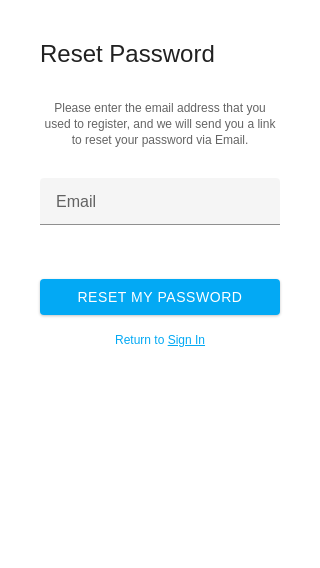 Reset Password
Please enter the email address that you
used to register, and we will send you a link
to reset your password via Email.
Email
RESET MY PASSWORD
Return to Sign In